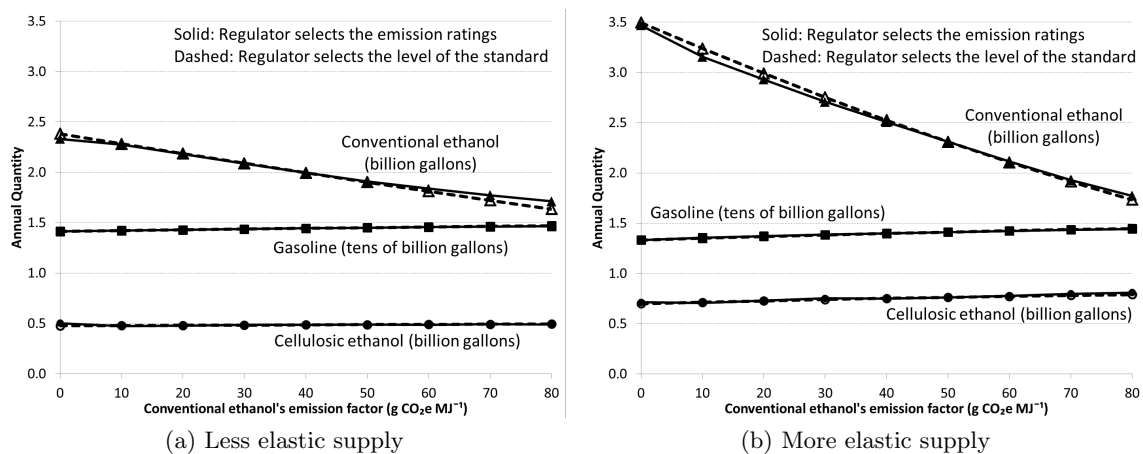 3.5
3.0
2.5
2.0
1.5
1.0
0.5
0.0
Annual Quantity
Solid: Regulator selects the emission ratings
Dashed: Regulator selects the level of the standard
Conventional ethanol
(billion gallons)
Gasoline (tens of billion gallons)
Cellulosic ethanol (billion gallons)
0 10 20 30 40 50 60 70 80
Conventional ethanol's emission factor (g CO₂e MJ⁻¹)
(a) Less elastic supply
3.5
3.0
2.5
2.0
1.5
1.0
0.5
0.0
Annual Quantity
Solid: Regulator selects the emission ratings
Dashed: Regulator selects the level of the standard
Conventional ethanol
(billion gallons)
Gasoline (tens of billion gallons)
Cellulosic ethanol (billion gallons)
0 10 20 30 40 50 60 70 80
Conventional ethanol's emission factor (g CO₂e MJ⁻¹)
(b) More elastic supply